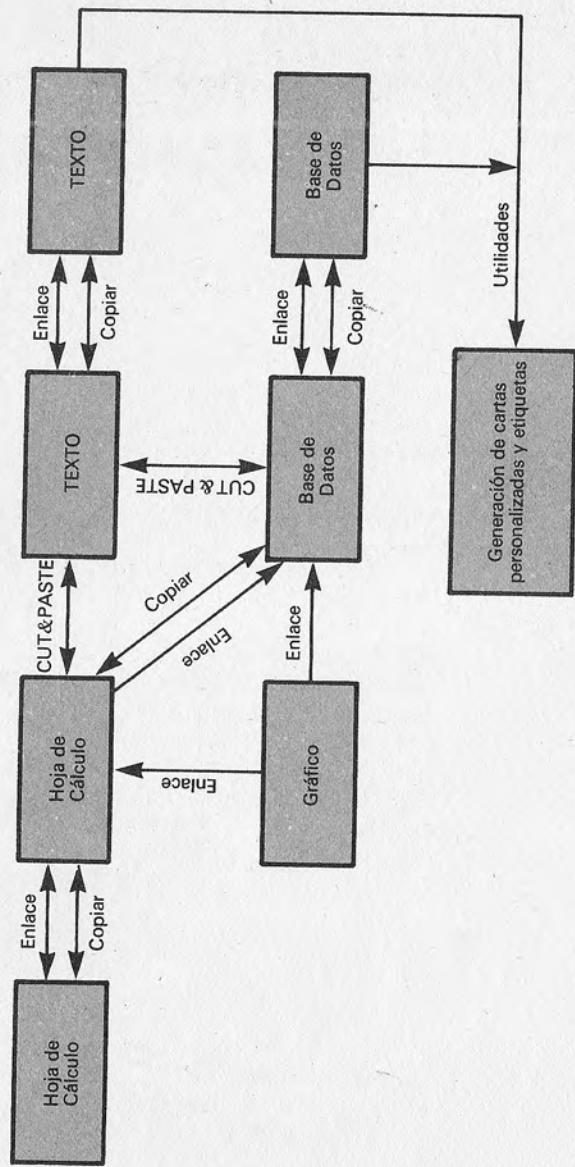 Hoja de
Cálculo
Enlace
Copiar
Hoja de
Cálculo
CUT&PASTE
TEXTO
Enlace
Copiar
TEXTO
Enlace
Gráfico
Enlace
Enlace
Copiar
CUT & PASTE
Base de
Datos
Enlace
Copiar
Base de
Datos
Utilidades
Generación de cartas
personalizadas y etiquetas